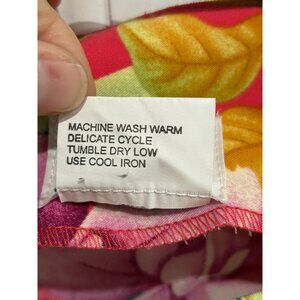 MACHINE WASH WARM
DELICATE CYCLE
TUMBLE DRY LOW
USE COOL IRON